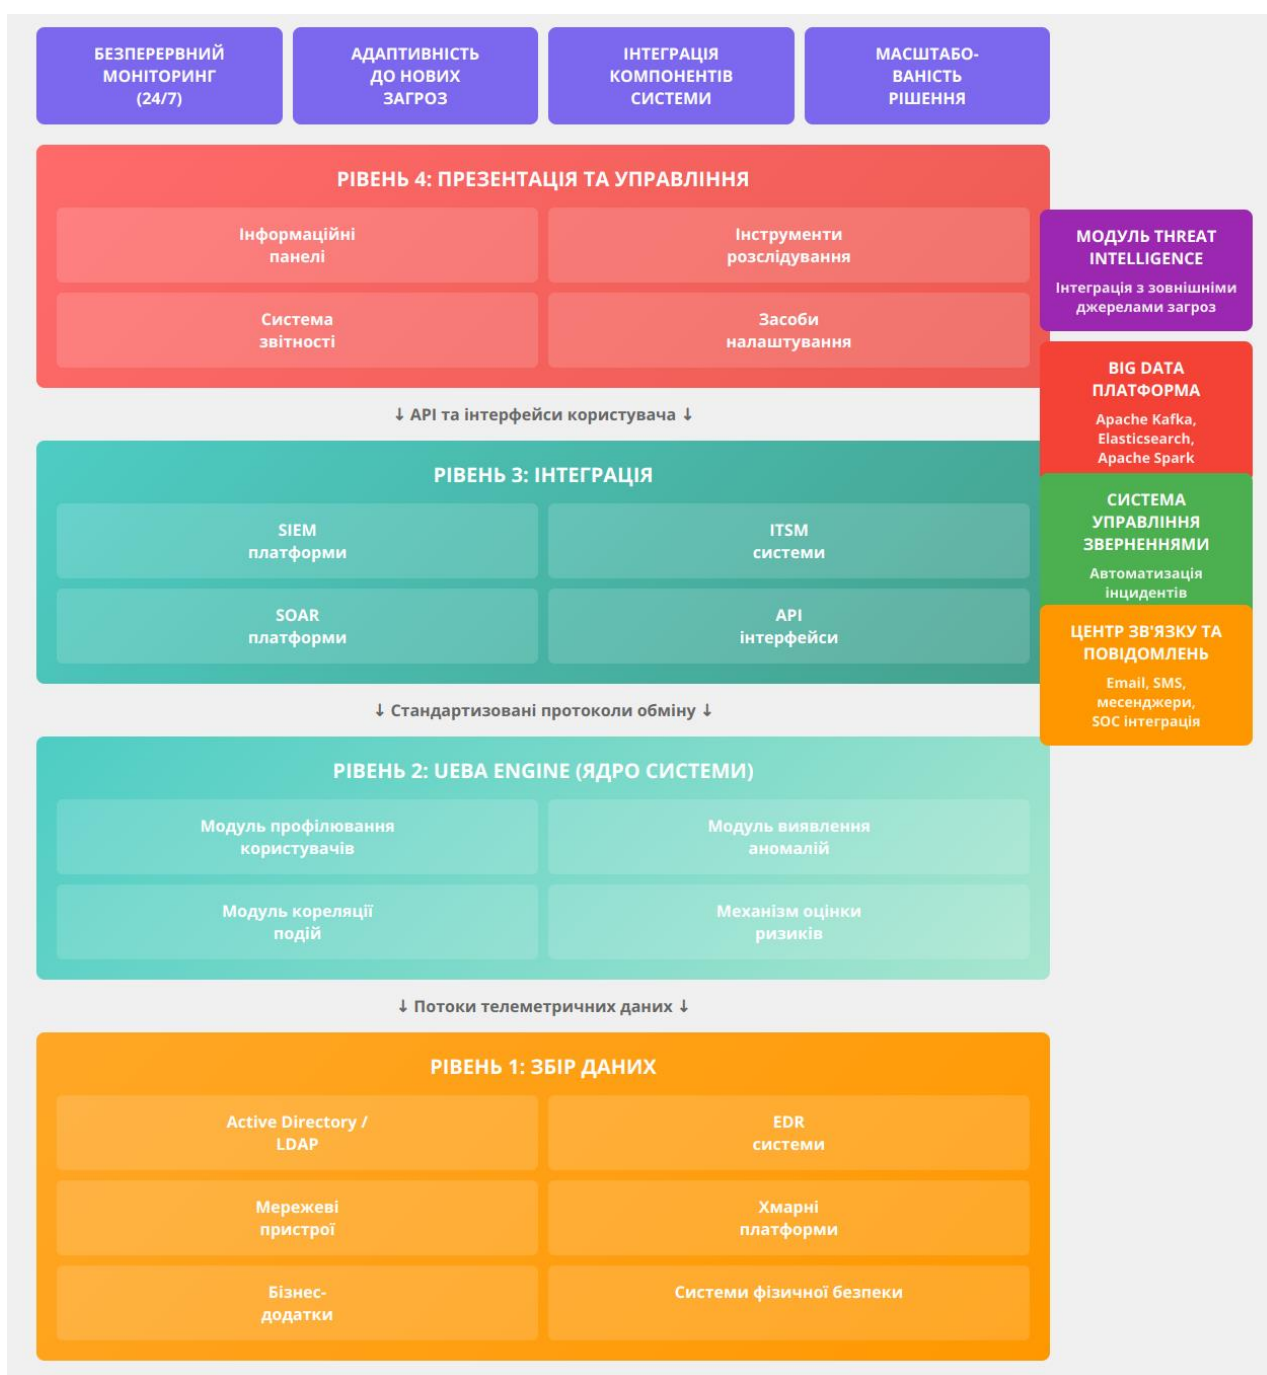 БЕЗПЕРЕРВНИЙ
МОНІТОРИНГ
(24/7)
АДАПТИВНІСТЬ
ДО НОВИХ
ЗАГРОЗ
ІНТЕГРАЦІЯ
КОМПОНЕНТІВ
СИСТЕМИ
МАСШТАБО-
ВАНІСТЬ
РІШЕННЯ
РІВЕНЬ 4: ПРЕЗЕНТАЦІЯ ТА УПРАВЛІННЯ
Інформаційні
панелі
Інструменти
розслідування
Система
звітності
Засоби
налаштування
↓ API та інтерфейси користувача ↓
РІВЕНЬ 3: ІНТЕГРАЦІЯ
SIEM
платформи
ITSM
системи
SOAR
платформи
API
інтерфейси
↓ Стандартизовані протоколи обміну ↓
РІВЕНЬ 2: UEBA ENGINE (ЯДРО СИСТЕМИ)
Модуль профілювання
користувачів
Модуль виявлення
аномалій
Модуль кореляції
подій
Механізм оцінки
ризиків
↓ Потоки телеметричних даних ↓
РІВЕНЬ 1: ЗБІР ДАНИХ
Active Directory /
LDAP
EDR
системи
Мережеві
пристрої
Хмарні
платформи
Бізнес-
додатки
Системи фізичної безпеки
МОДУЛЬ THREAT
INTELLIGENCE
Інтеграція з зовнішніми
джерелами загроз
BIG DATA
ПЛАТФОРМА
Apache Kafka,
Elasticsearch,
Apache Spark
СИСТЕМА
УПРАВЛІННЯ
ЗВЕРНЕННЯМИ
Автоматизація
інцидентів
ЦЕНТР ЗВ'ЯЗКУ ТА
ПОВІДОМЛЕНЬ
Email, SMS,
месенджери,
SOC інтеграція